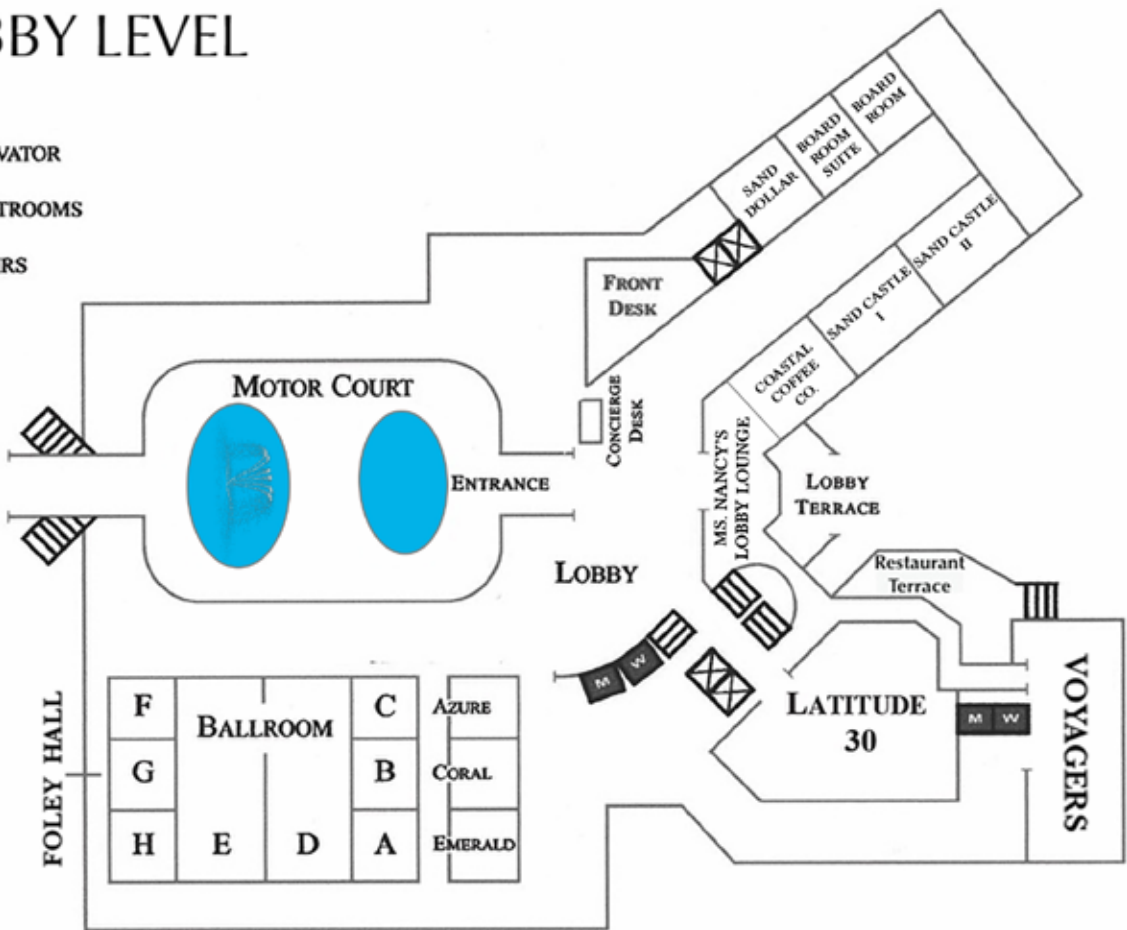 BBY LEVEL
VATOR
TROOMS
RS
BOARD
ROOM
BOARD
ROOM
SUITE
SAND
DOLLAR
SAND CASTLE
II
SAND CASTLE
I
COASTAL
COFFEE
CO.
FRONT
DESK
CONCIERGE
DESK
MOTOR COURT
ENTRANCE
MS. NANCY'S
LOBBY LOUNGE
LOBBY
TERRACE
LOBBY
Restaurant
Terrace
M W
LATITUDE
30
M W
VOYAGERS
FOLEY HALL
BALLROOM
F
G
H
E
D
C
B
A
AZURE
CORAL
EMERALD